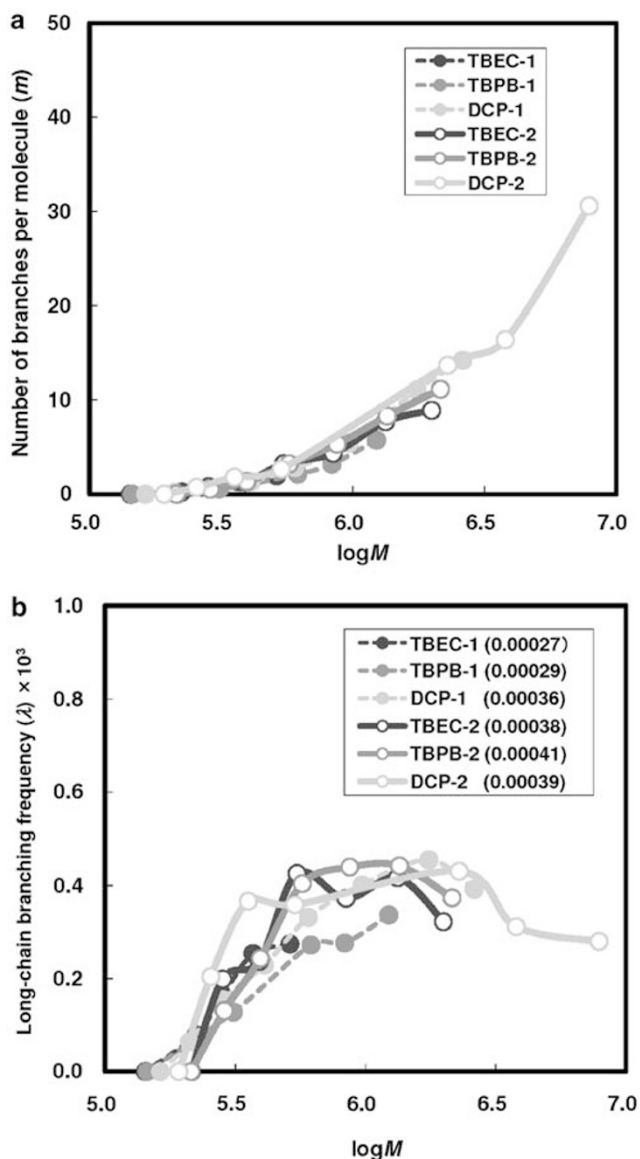 a
50
40
30
20
10
0
Number of branches per molecule (m)
TBEC-1
TBPB-1
DCP-1
TBEC-2
TBPB-2
DCP-2
5.0 5.5 6.0 6.5 7.0
logM
b
1.0
0.8
0.6
0.4
0.2
0.0
Long-chain branching frequency (λ) × 10³
TBEC-1 (0.00027)
TBPB-1 (0.00029)
DCP-1 (0.00036)
TBEC-2 (0.00038)
TBPB-2 (0.00041)
DCP-2 (0.00039)
5.0 5.5 6.0 6.5 7.0
logM